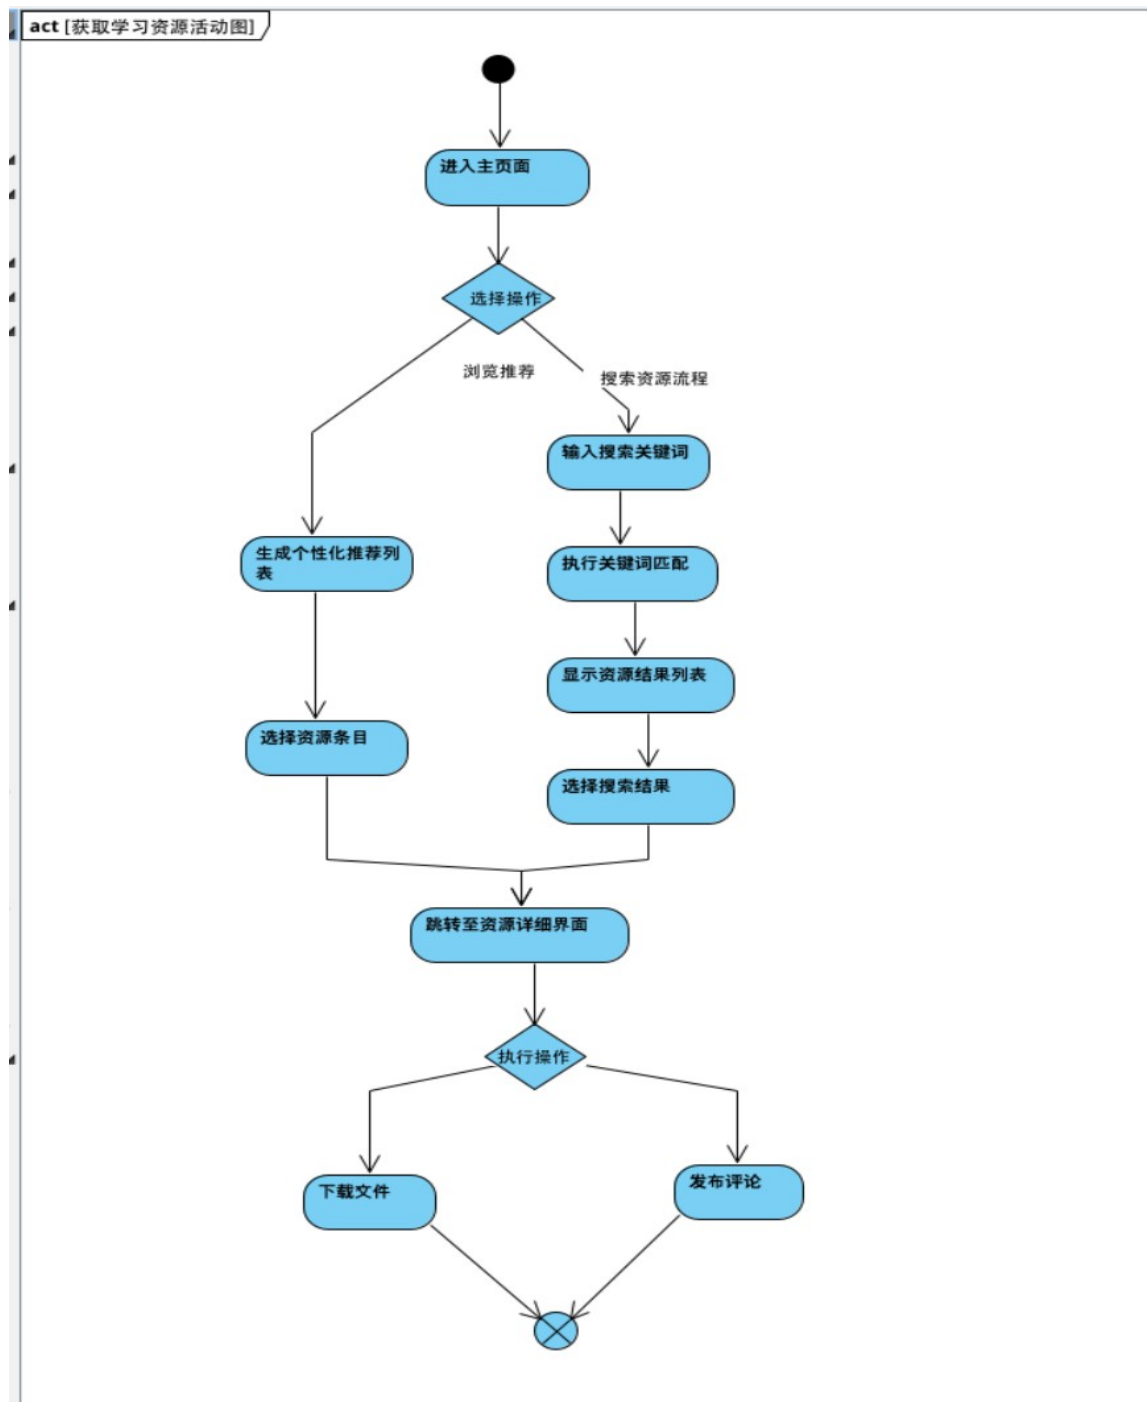 act [获取学习资源活动图]
进入主页面
选择操作
浏览推荐
搜索资源流程
输入搜索关键词
生成个性化推荐列
表
执行关键词匹配
显示资源结果列表
选择资源条目
选择搜索结果
跳转至资源详细界面
执行操作
下载文件
发布评论